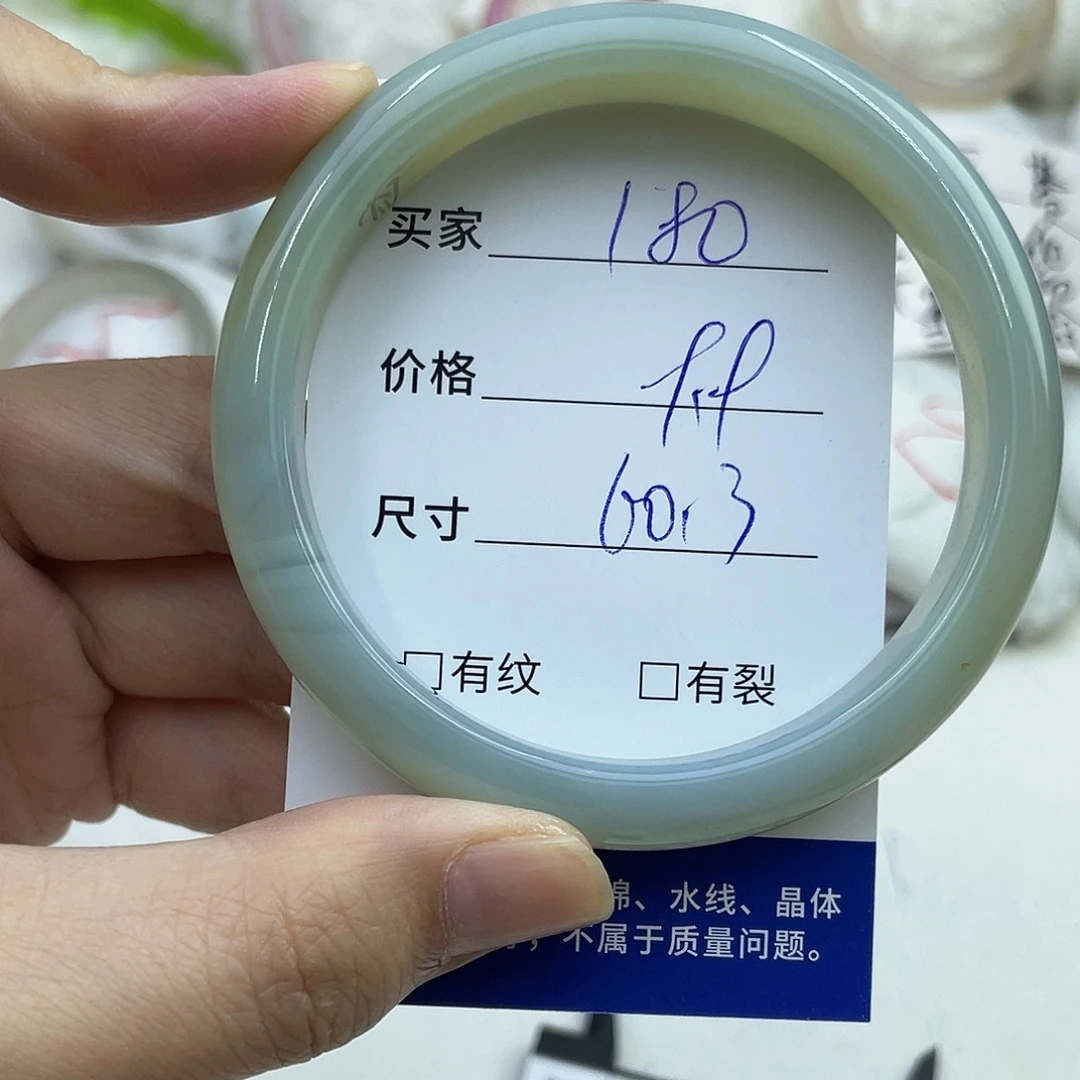 买家 180
价格
尺寸 60.3
□有纹 □有裂
棉、水线、晶体
，不属于质量问题。